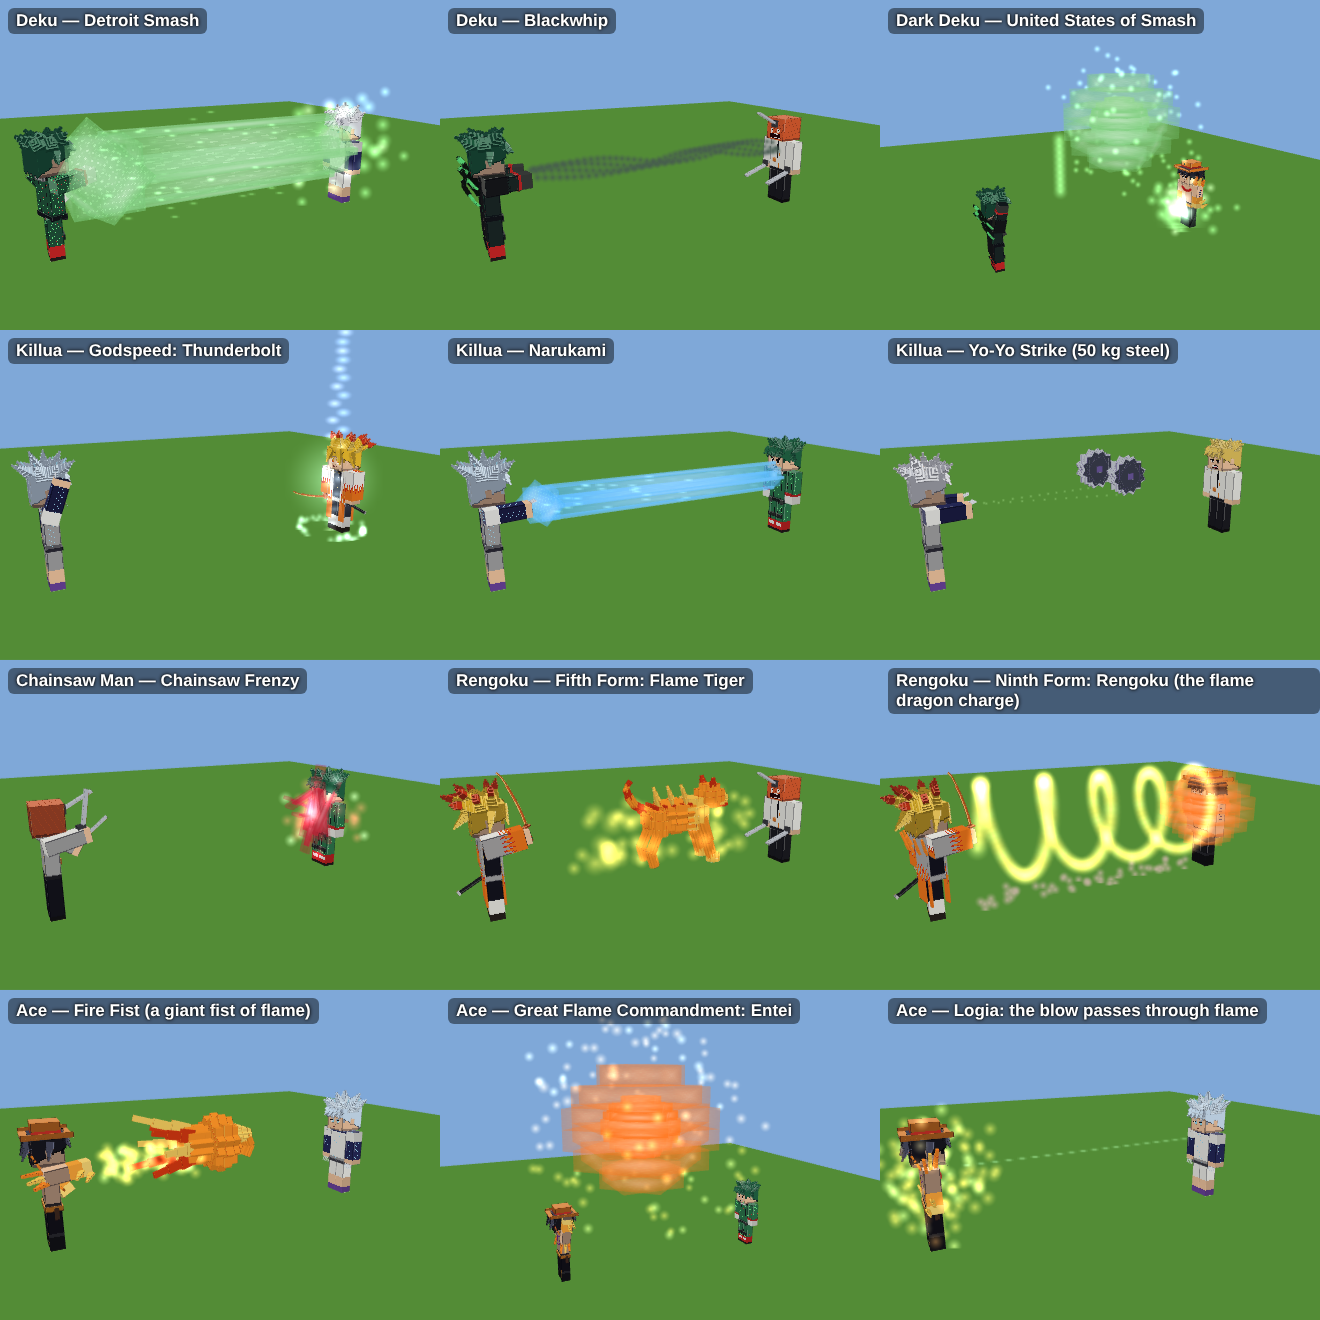 Deku — Detroit Smash
Deku — Blackwhip
Dark Deku — United States of Smash
Killua — Godspeed: Thunderbolt
Killua — Narukami
Killua — Yo-Yo Strike (50 kg steel)
Chainsaw Man — Chainsaw Frenzy
Rengoku — Fifth Form: Flame Tiger
Rengoku — Ninth Form: Rengoku (the flame
dragon charge)
Ace — Fire Fist (a giant fist of flame)
Ace — Great Flame Commandment: Entei
Ace — Logia: the blow passes through flame